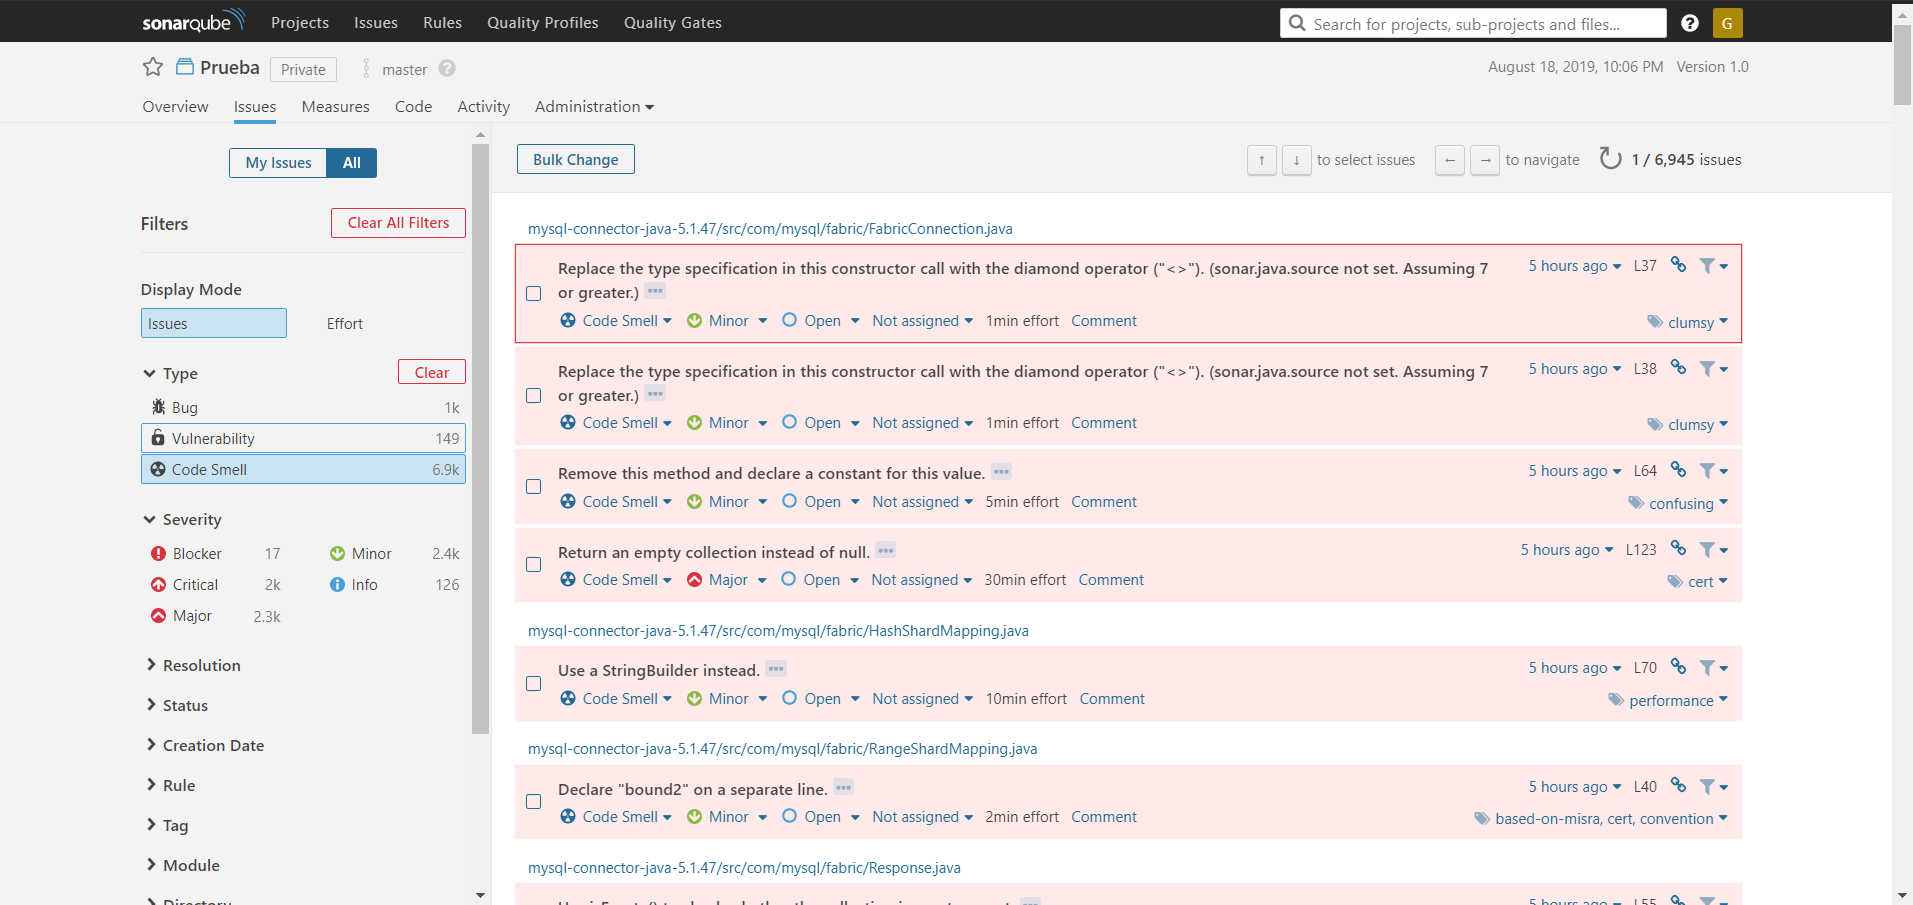 sonarqube Projects Issues Rules Quality Profiles Quality Gates Search for projects, sub-projects and files... ? G
Prueba Private master ? August 18, 2019, 10:06 PM Version 1.0
Overview Issues Measures Code Activity Administration
My Issues All
Filters Clear All Filters
Display Mode
Issues Effort
Type Clear
Bug 1k
Vulnerability 149
Code Smell 6.9k
Severity
Blocker 17 Minor 2.4k
Critical 2k Info 126
Major 2.3k
Resolution
Status
Creation Date
Rule
Tag
Module
Directory
Bulk Change ↑ ↓ to select issues ← → to navigate 1 / 6,945 issues
mysql-connector-java-5.1.47/src/com/mysql/fabric/FabricConnection.java
Replace the type specification in this constructor call with the diamond operator ("<>"). (sonar.java.source not set. Assuming 7 5 hours ago L37
or greater.) •••
Code Smell Minor Open Not assigned 1min effort Comment clumsy
Replace the type specification in this constructor call with the diamond operator ("<>"). (sonar.java.source not set. Assuming 7 5 hours ago L38
or greater.) •••
Code Smell Minor Open Not assigned 1min effort Comment clumsy
Remove this method and declare a constant for this value. ••• 5 hours ago L64
Code Smell Minor Open Not assigned 5min effort Comment confusing
Return an empty collection instead of null. ••• 5 hours ago L123
Code Smell Major Open Not assigned 30min effort Comment cert
mysql-connector-java-5.1.47/src/com/mysql/fabric/HashShardMapping.java
Use a StringBuilder instead. ••• 5 hours ago L70
Code Smell Minor Open Not assigned 10min effort Comment performance
mysql-connector-java-5.1.47/src/com/mysql/fabric/RangeShardMapping.java
Declare "bound2" on a separate line. ••• 5 hours ago L40
Code Smell Minor Open Not assigned 2min effort Comment based-on-misra, cert, convention
mysql-connector-java-5.1.47/src/com/mysql/fabric/Response.java
5 hours ago L55